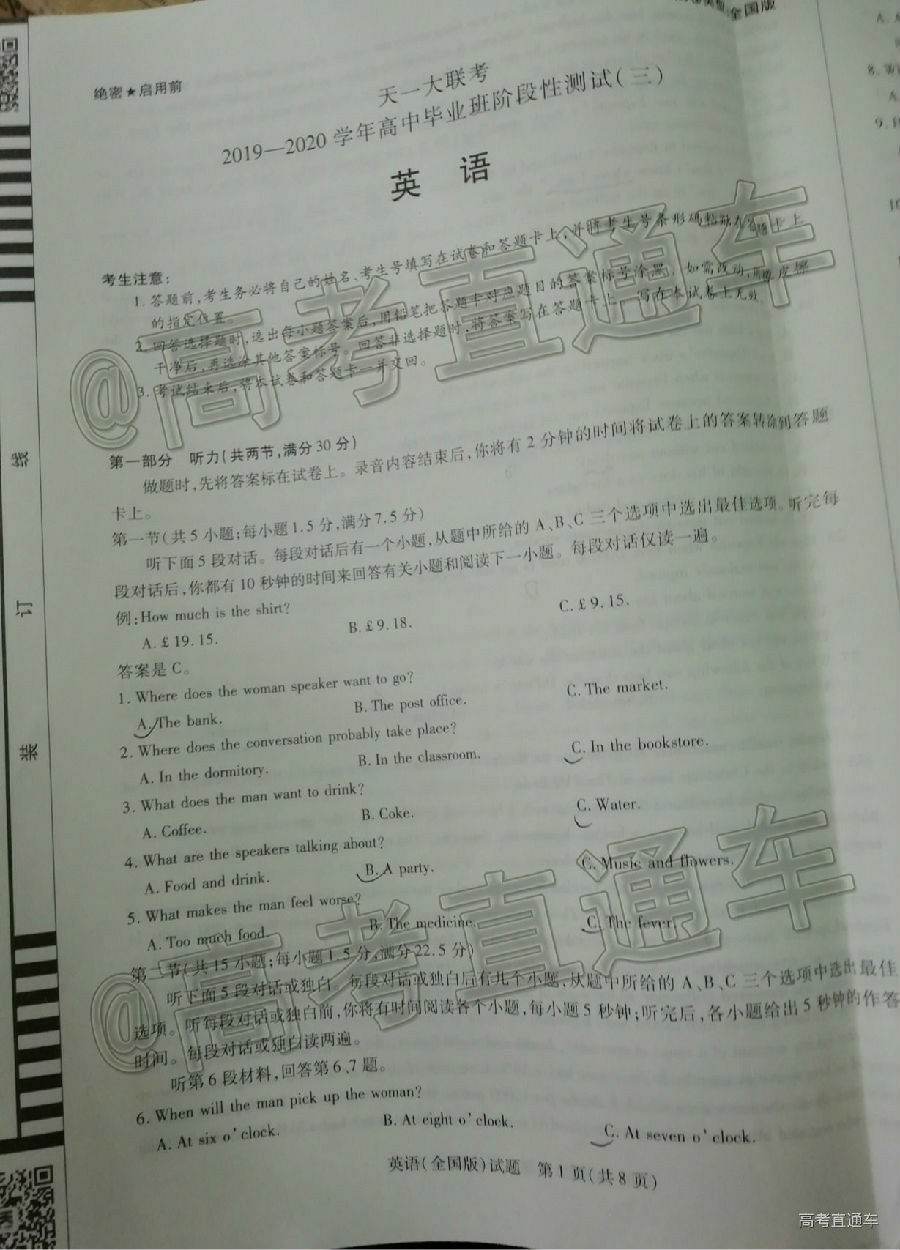 全国版
绝密★启用前
天一大联考
2019—2020 学年高中毕业班阶段性测试(三)
英 语
考生注意:
1. 答题前,考生务必将自己的姓名、考生号填写在试卷和答题卡上,并将考生号条形码粘贴在答题卡上
的指定位置。
2. 回答选择题时,选出每小题答案后,用铅笔把答题卡对应题目的答案标号涂黑。如需改动,用橡皮擦
干净后,再选涂其他答案标号。回答非选择题时,将答案写在答题卡上。写在本试卷上无效
3. 考试结束后,将本试卷和答题卡一并交回。
第一部分 听力(共两节,满分30分)
做题时,先将答案标在试卷上。录音内容结束后,你将有2分钟的时间将试卷上的答案转涂到答题
卡上。
第一节(共5小题;每小题1.5分,满分7.5分)
听下面5段对话。每段对话后有一个小题,从题中所给的A、B、C三个选项中选出最佳选项。听完每
段对话后,你都有10秒钟的时间来回答有关小题和阅读下一小题。每段对话仅读一遍。
例:How much is the shirt?
A. £ 19. 15. B. £ 9. 18. C. £ 9. 15.
答案是C。
1. Where does the woman speaker want to go?
A. The bank. B. The post office. C. The market.
2. Where does the conversation probably take place?
A. In the dormitory. B. In the classroom. C. In the bookstore.
3. What does the man want to drink?
A. Coffee. B. Coke. C. Water.
4. What are the speakers talking about?
A. Food and drink. B. A party. C. Music and flowers.
5. What makes the man feel worse?
A. Too much food. B. The medicine. C. The fever.
第二节(共15小题;每小题1.5分,满分22.5分)
听下面5段对话或独白。每段对话或独白后有几个小题,从题中所给的A、B、C三个选项中选出最佳
选项。听每段对话或独白前,你将有时间阅读各个小题,每小题5秒钟;听完后,各小题给出5秒钟的作答
时间。每段对话或独白读两遍。
听第6段材料,回答第6、7题。
6. When will the man pick up the woman?
A. At six o'clock. B. At eight o'clock. C. At seven o'clock.
英语(全国版)试题 第1页(共8页)
线
订
装
@高考直通车
@高考直通车
高考直通车
8.
9.